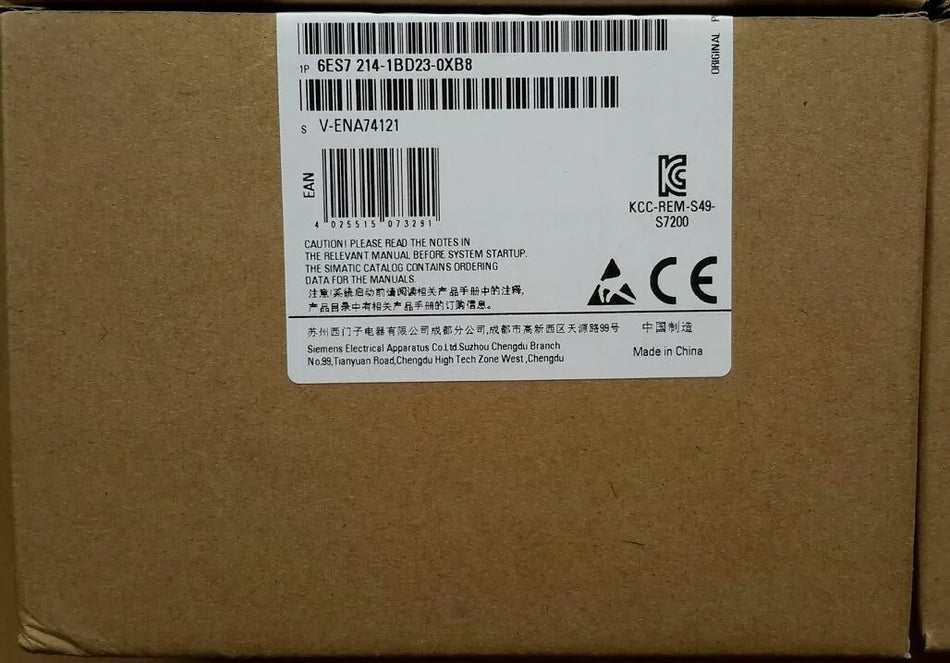 1P 6ES7 214-1BD23-0XB8
S V-ENA74121
EAN
4 025515 073291
ORIGINAL
KCC-REM-S49-
S7200
CAUTION! PLEASE READ THE NOTES IN
THE RELEVANT MANUAL BEFORE SYSTEM STARTUP.
THE SIMATIC CATALOG CONTAINS ORDERING
DATA FOR THE MANUALS.
注意!系统启动前请阅读相关产品手册中的注释,
产品目录中有相关产品手册的订购信息。
CE
苏州西门子电器有限公司成都分公司,成都市高新西区天源路99号 中国制造
Siemens Electrical Apparatus Co.Ltd.Suzhou Chengdu Branch
No.99,Tianyuan Road,Chengdu High Tech Zone West ,Chengdu
Made in China